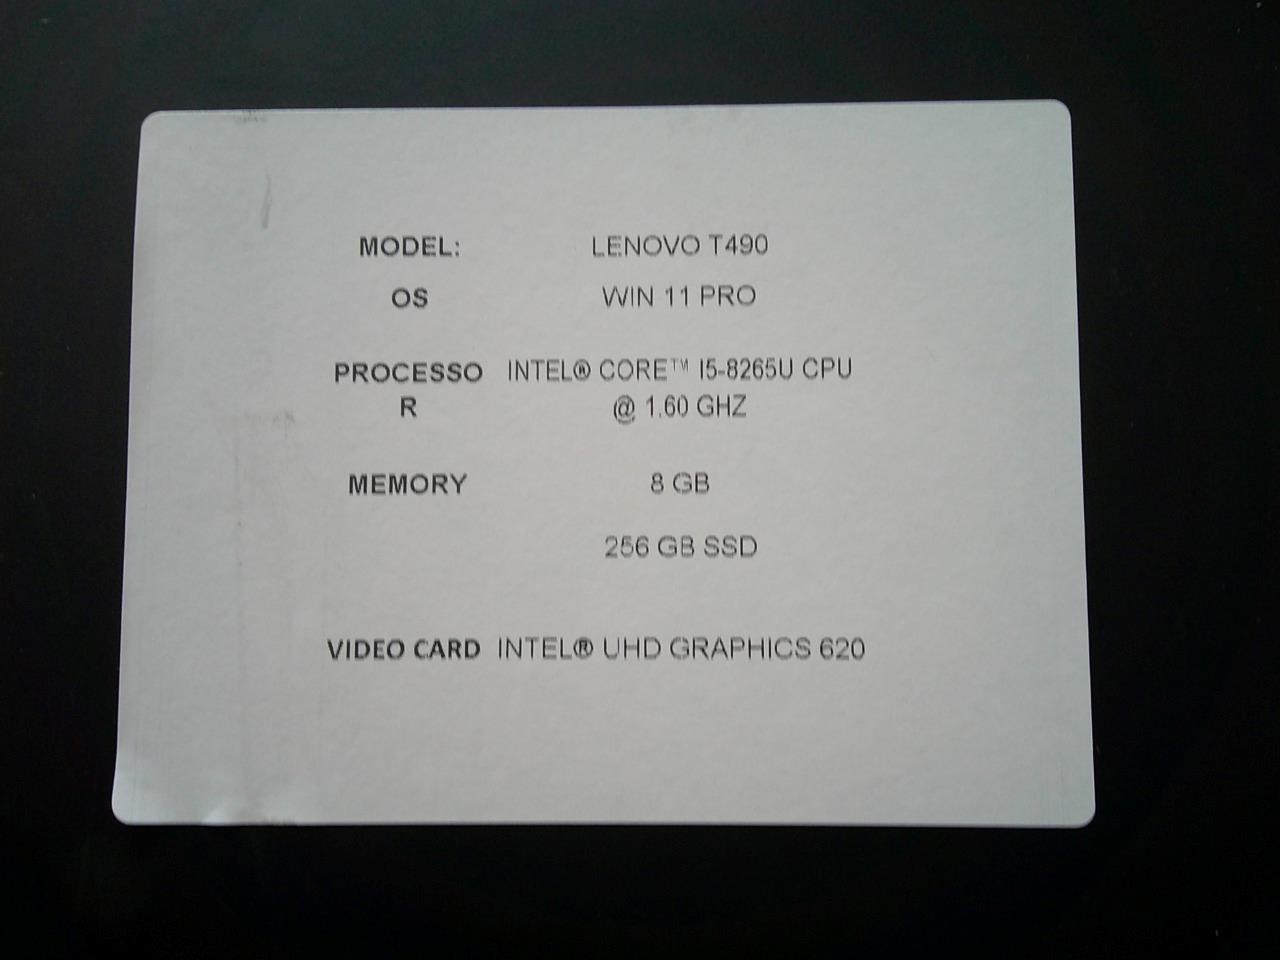 MODEL: LENOVO T490
OS WIN 11 PRO
PROCESSO INTEL® CORE™ I5-8265U CPU
R @ 1.60 GHZ
MEMORY 8 GB
256 GB SSD
VIDEO CARD INTEL® UHD GRAPHICS 620